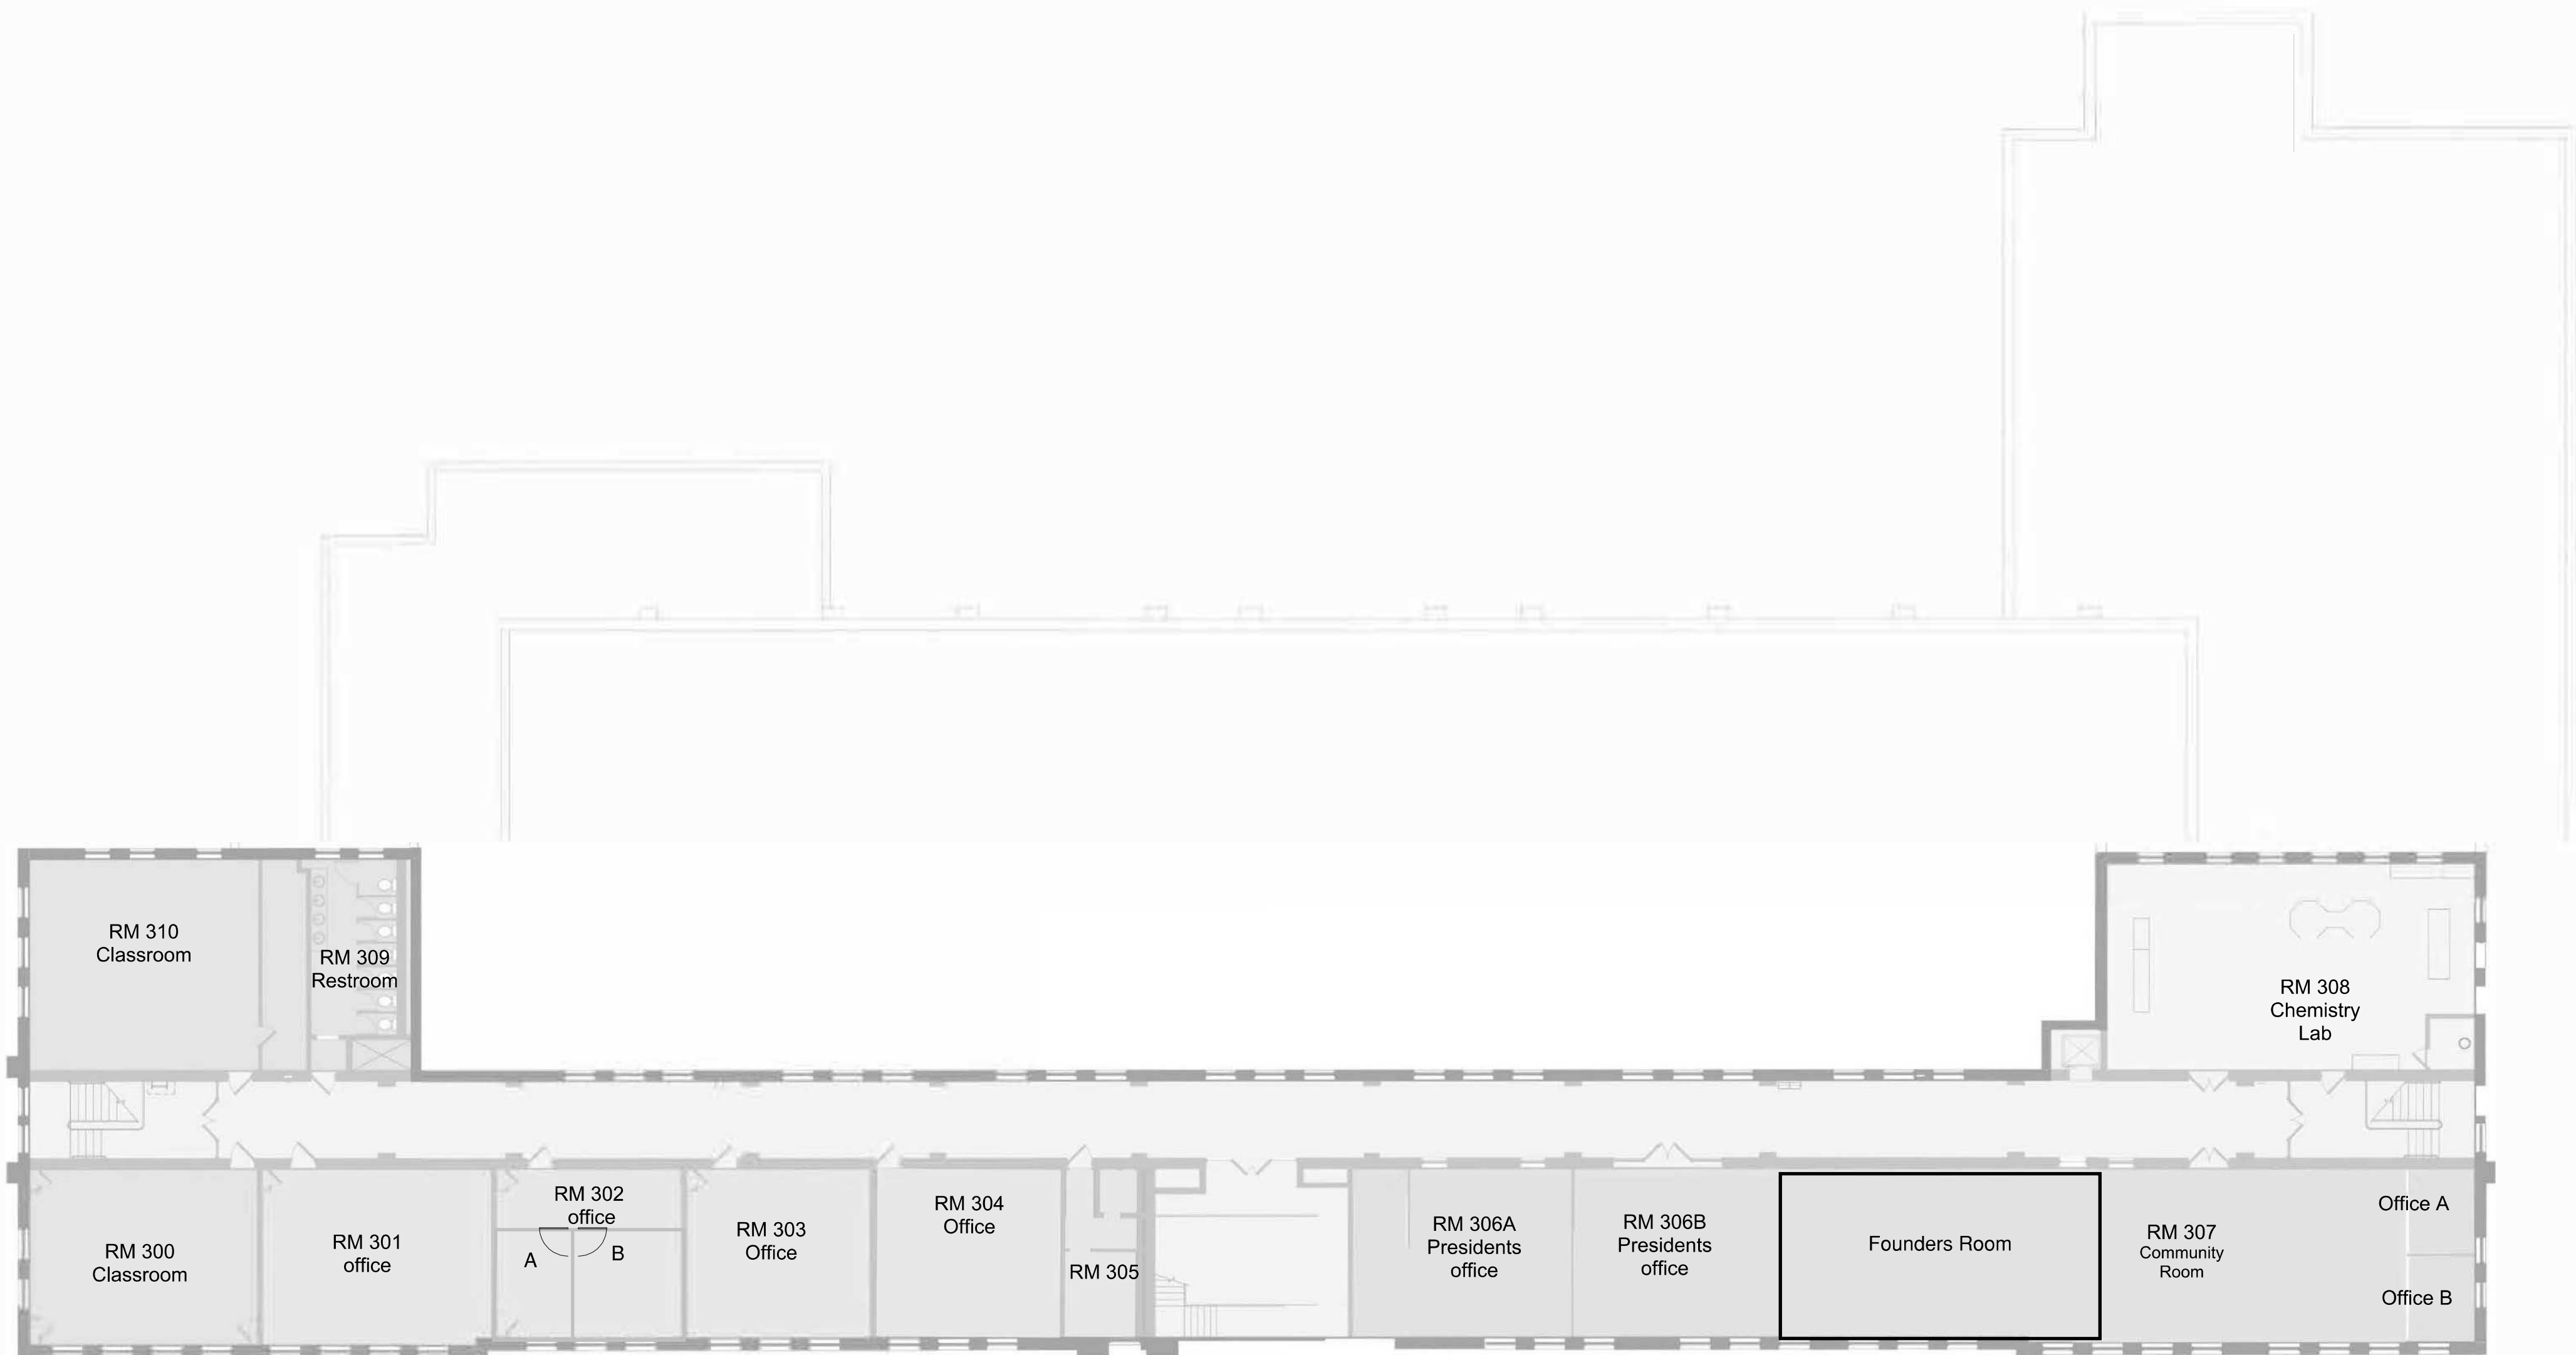 RM 310
Classroom
RM 309
Restroom
RM 308
Chemistry
Lab
RM 300
Classroom
RM 301
office
RM 302
office
A
B
RM 303
Office
RM 304
Office
RM 305
RM 306A
Presidents
office
RM 306B
Presidents
office
Founders Room
RM 307
Community
Room
Office A
Office B